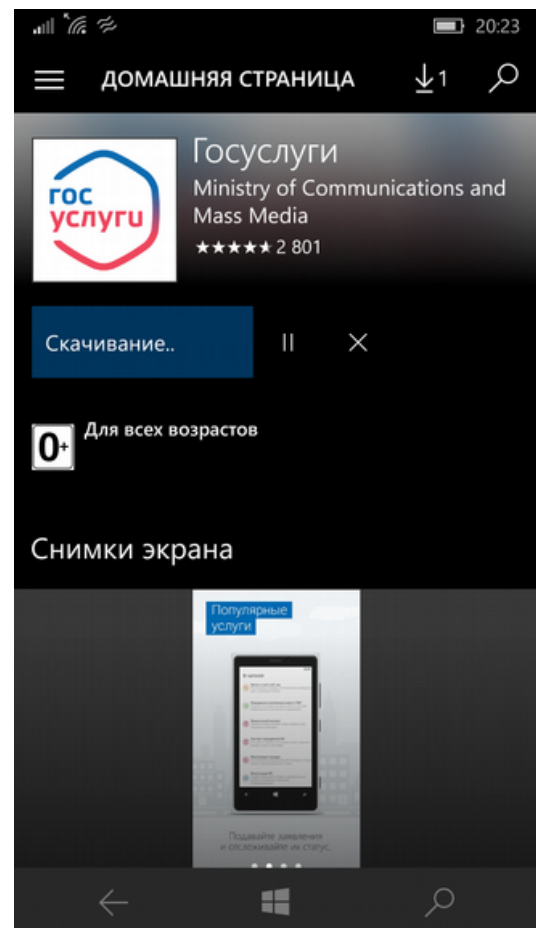 20:23
ДОМАШНЯЯ СТРАНИЦА
1
гос
услуги
Госуслуги
Ministry of Communications and
Mass Media
2 801
Скачивание..
0+
Для всех возрастов
Снимки экрана
Популярные
услуги
Подавайте заявления
и отслеживайте их статус.